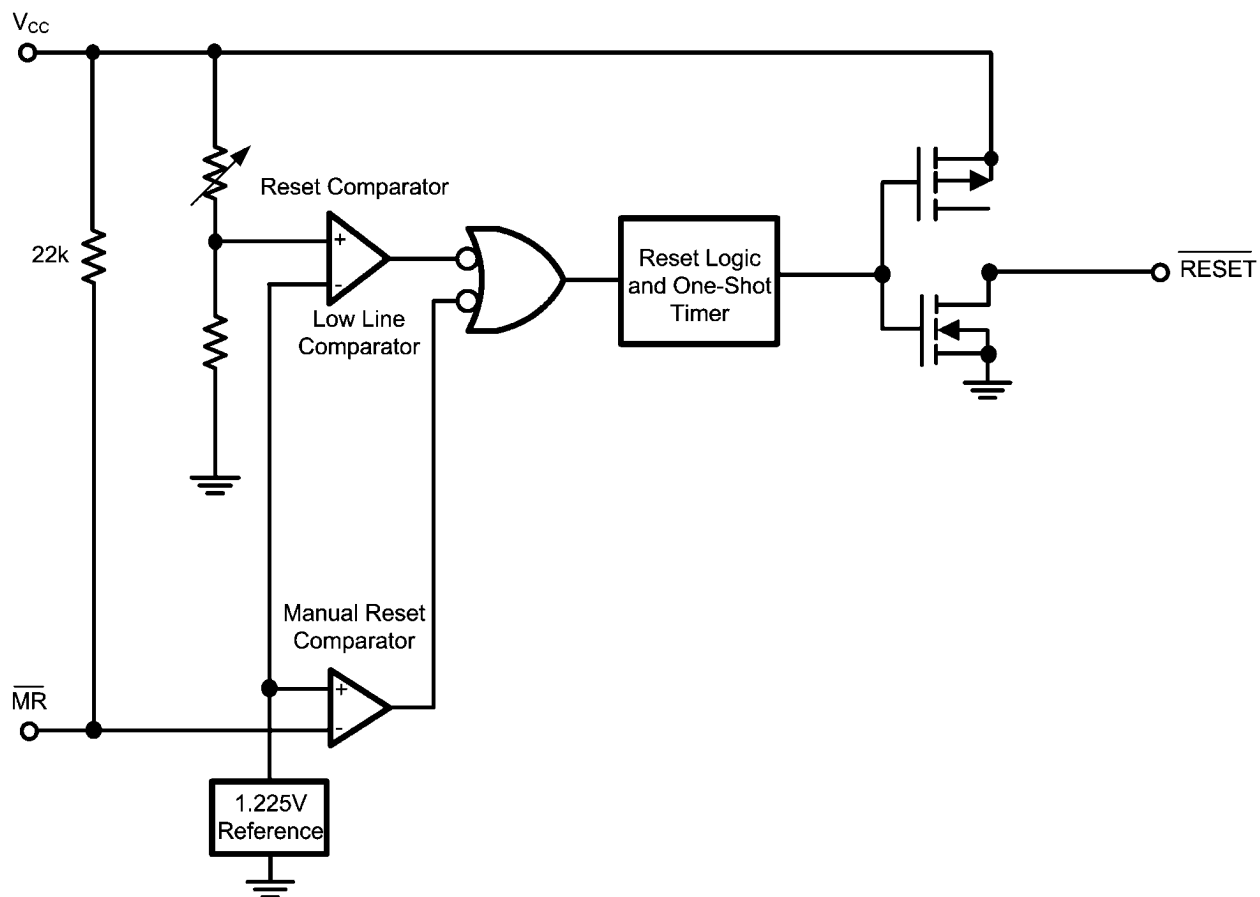 VCC
Reset Comparator
22k
+
-
Low Line
Comparator
Reset Logic
and One-Shot
Timer
RESET
Manual Reset
Comparator
MR
+
-
1.225V
Reference